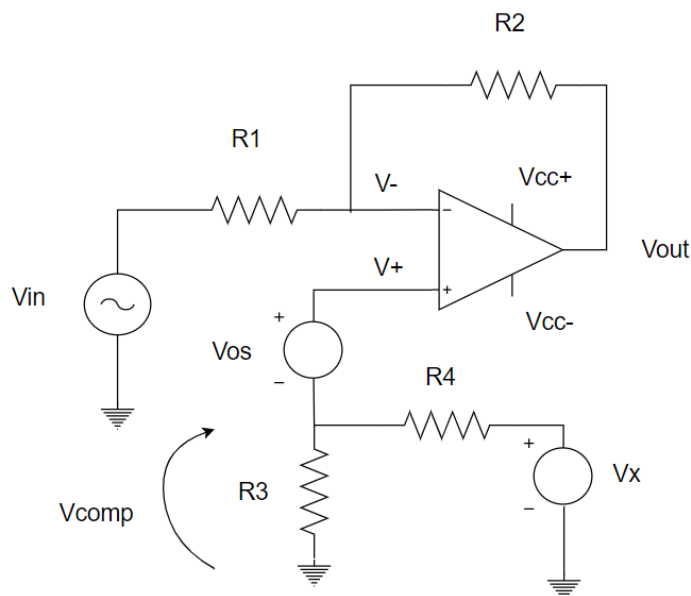 R2
R1
V-
Vcc+
−
Vout
V+
+
Vin
+
Vcc-
Vos
−
R4
+
R3
Vx
Vcomp
−